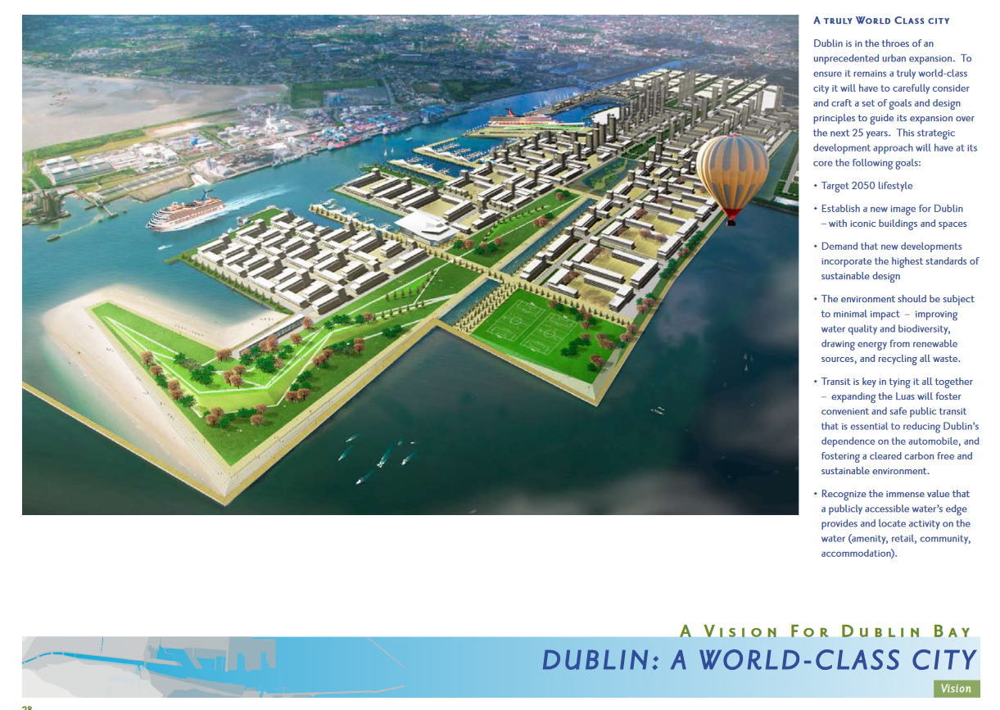 A TRULY WORLD CLASS CITY
Dublin is in the throes of an
unprecedented urban expansion. To
ensure it remains a truly world-class
city it will have to carefully consider
and craft a set of goals and design
principles to guide its expansion over
the next 25 years. This strategic
development approach will have at its
core the following goals:
• Target 2050 lifestyle
• Establish a new image for Dublin
– with iconic buildings and spaces
• Demand that new developments
incorporate the highest standards of
sustainable design
• The environment should be subject
to minimal impact – improving
water quality and biodiversity,
drawing energy from renewable
sources, and recycling all waste.
• Transit is key in tying it all together
– expanding the Luas will foster
convenient and safe public transit
that is essential to reducing Dublin's
dependence on the automobile, and
fostering a cleared carbon free and
sustainable environment.
• Recognize the immense value that
a publicly accessible water's edge
provides and locate activity on the
water (amenity, retail, community,
accommodation).
A VISION FOR DUBLIN BAY
DUBLIN: A WORLD-CLASS CITY
Vision
28